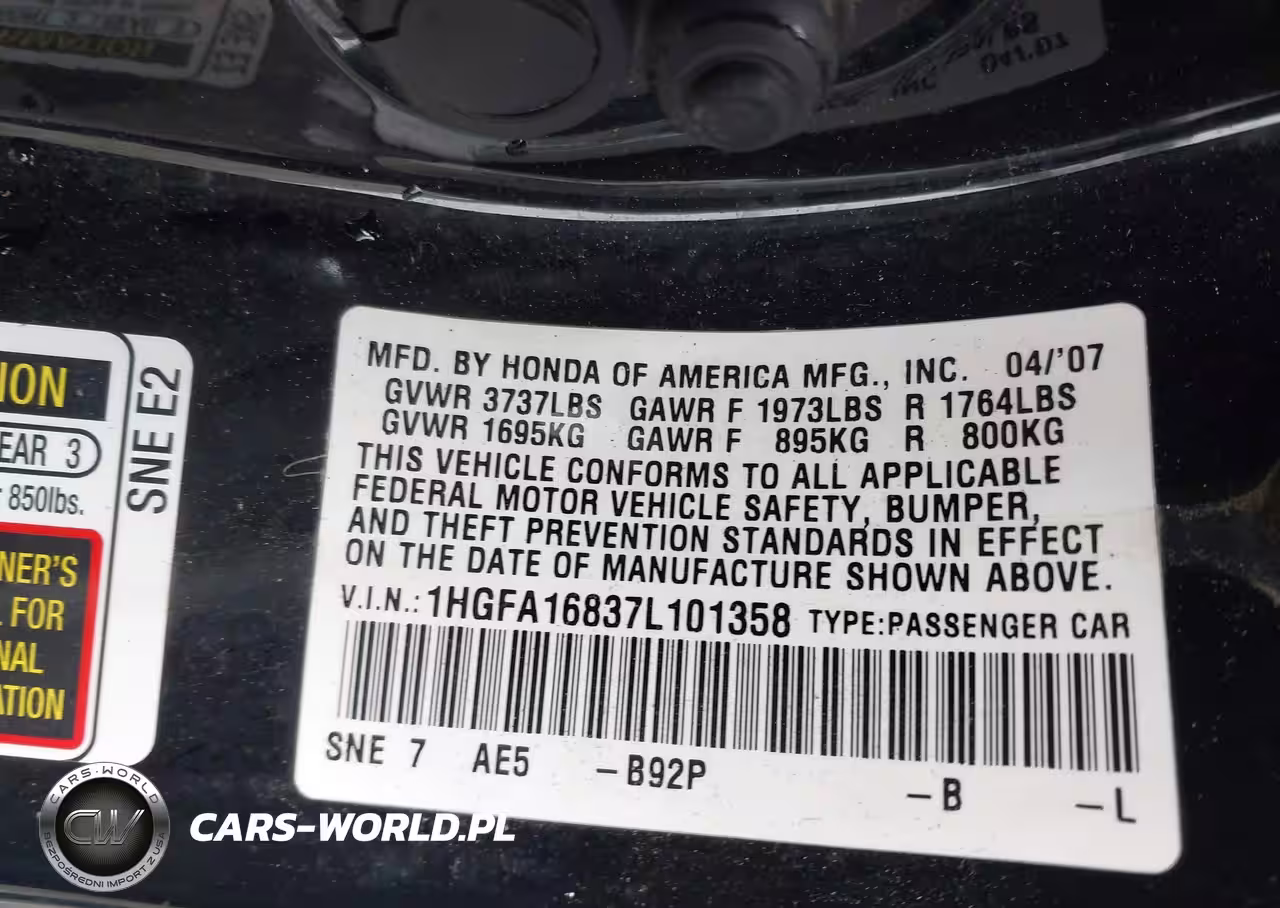 ION
EAR 3
850lbs.
NER'S
FOR
NAL
ATION
SNE E2
MFD. BY HONDA OF AMERICA MFG., INC. 04/'07
GVWR 3737LBS GAWR F 1973LBS R 1764LBS
GVWR 1695KG GAWR F 895KG R 800KG
THIS VEHICLE CONFORMS TO ALL APPLICABLE
FEDERAL MOTOR VEHICLE SAFETY, BUMPER,
AND THEFT PREVENTION STANDARDS IN EFFECT
ON THE DATE OF MANUFACTURE SHOWN ABOVE.
V.I.N.: 1HGFA16837L101358 TYPE:PASSENGER CAR
SNE 7 AE5 –B92P –B –L
CARS-WORLD
CW
BEZPOŚREDNI IMPORT Z USA
CARS-WORLD.PL